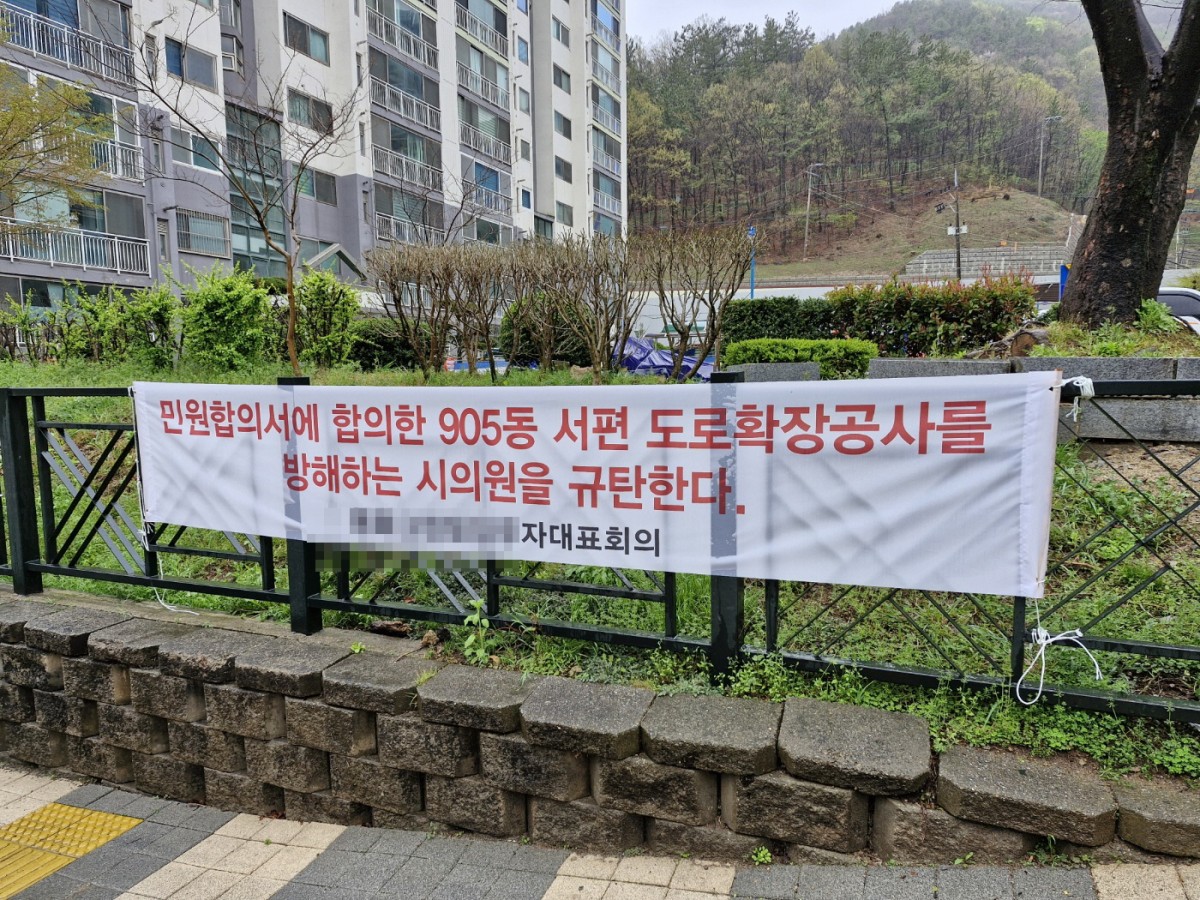 민원합의서에 합의한 905동 서편 도로확장공사를
방해하는 시의원을 규탄한다.
자대표회의